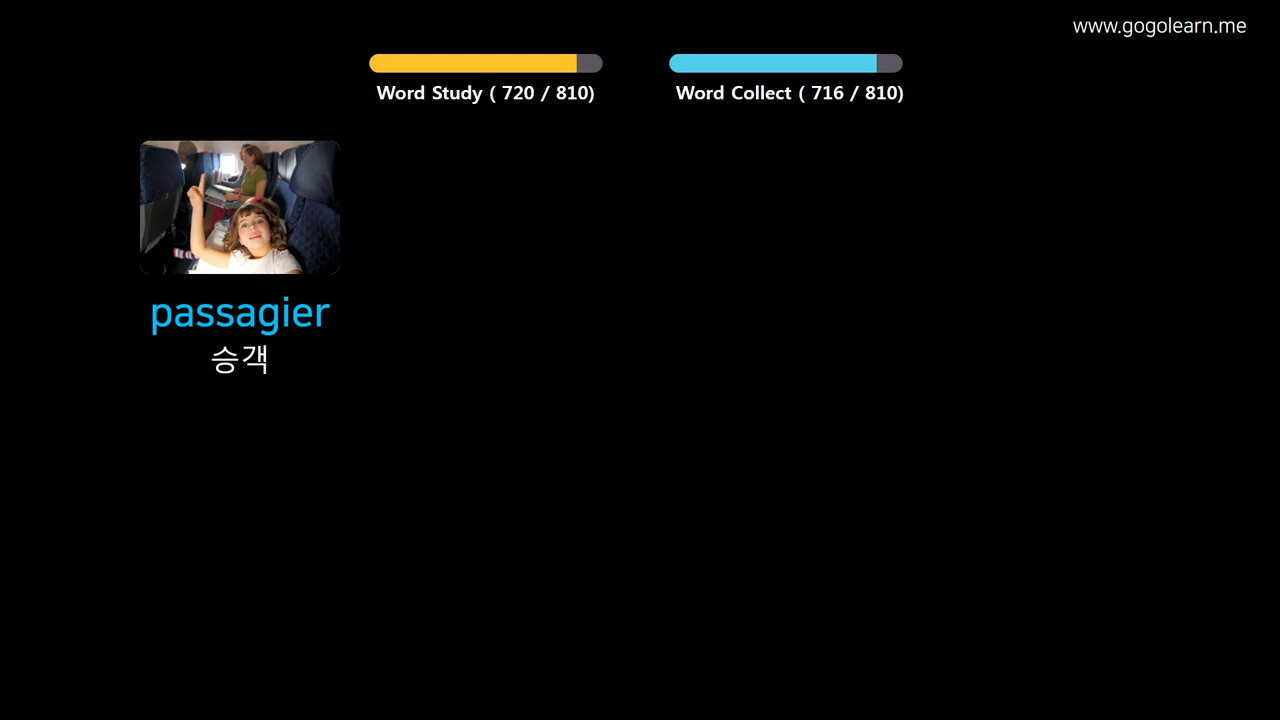 www.gogolearn.me
Word Study ( 720 / 810)
Word Collect ( 716 / 810)
passagier
승객